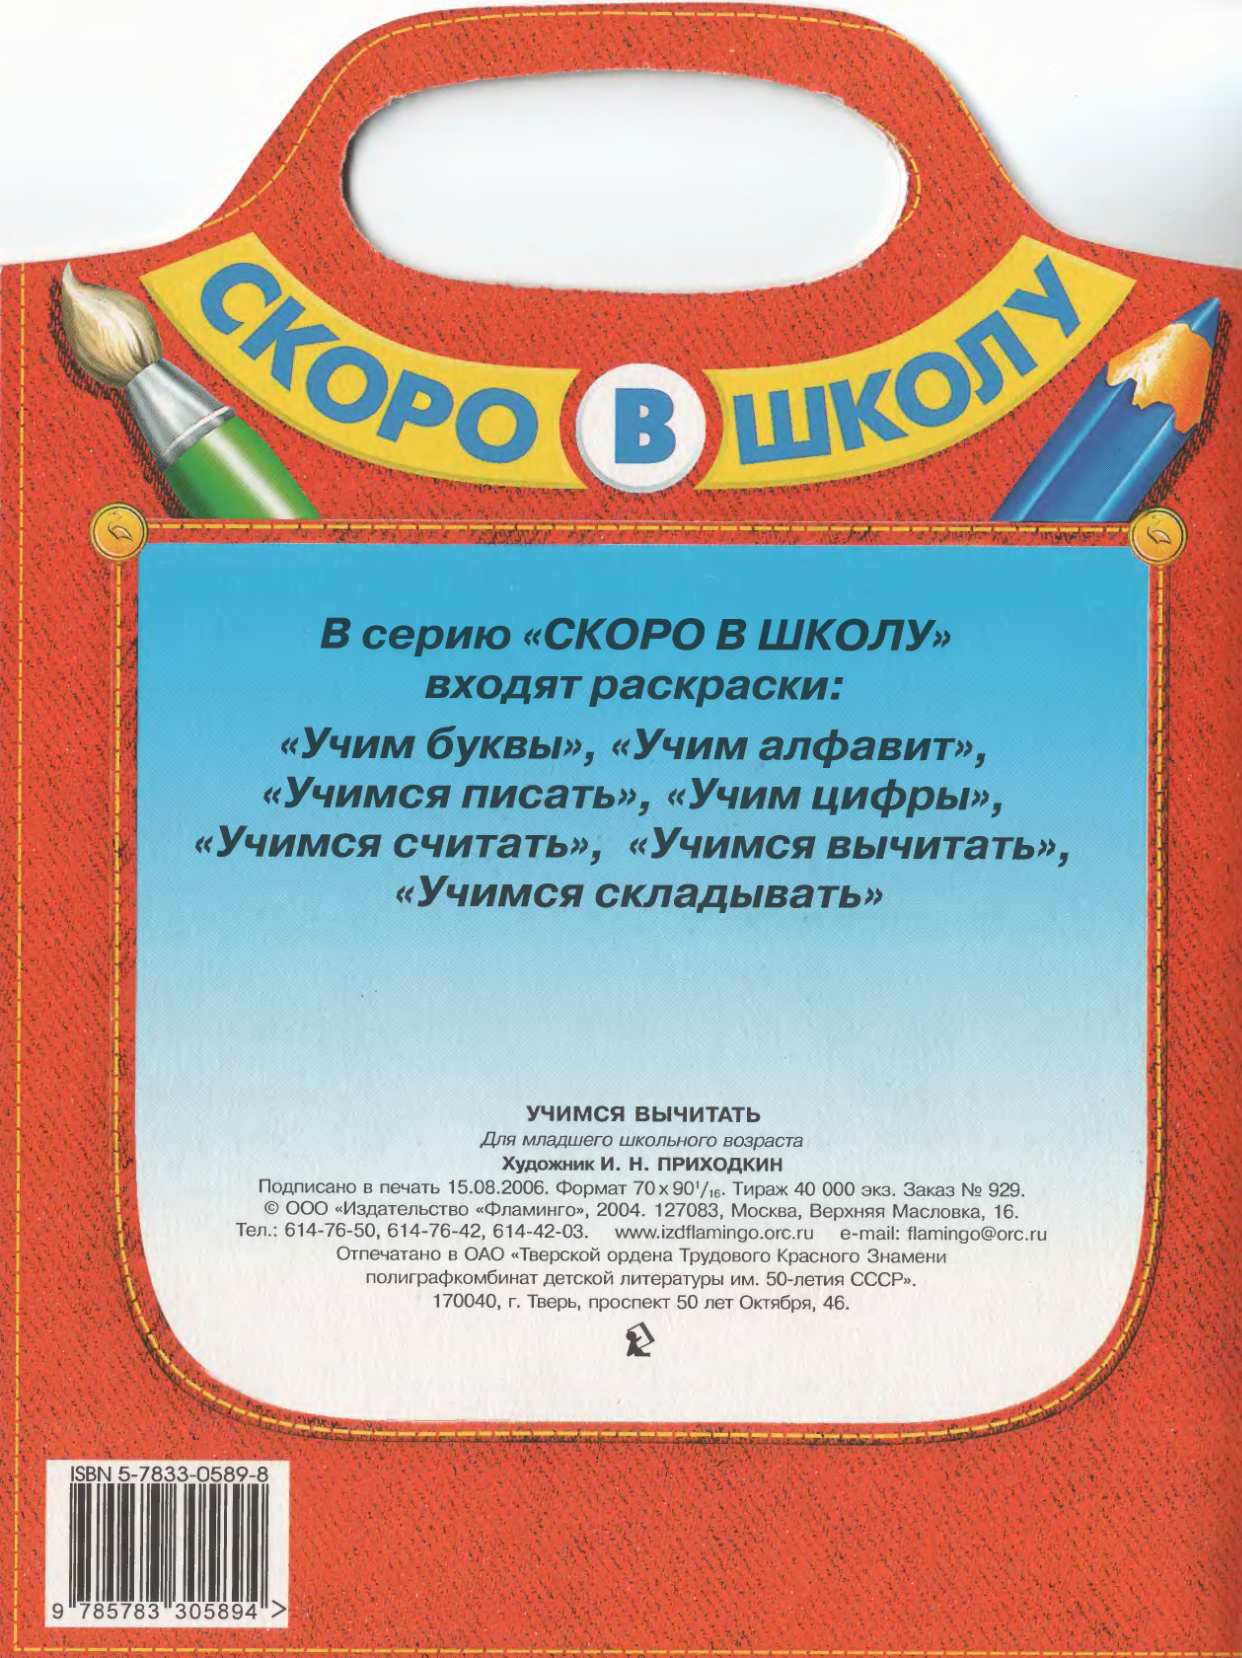 СКОРО В ШКОЛУ
В серию «СКОРО В ШКОЛУ»
входят раскраски:
«Учим буквы», «Учим алфавит»,
«Учимся писать», «Учим цифры»,
«Учимся считать», «Учимся вычитать»,
«Учимся складывать»
УЧИМСЯ ВЫЧИТАТЬ
Для младшего школьного возраста
Художник И. Н. ПРИХОДКИН
Подписано в печать 15.08.2006. Формат 70 x 90¹/₁₆. Тираж 40 000 экз. Заказ № 929.
© ООО «Издательство «Фламинго», 2004. 127083, Москва, Верхняя Масловка, 16.
Тел.: 614-76-50, 614-76-42, 614-42-03. www.izdflamingo.orc.ru e-mail: flamingo@orc.ru
Отпечатано в ОАО «Тверской ордена Трудового Красного Знамени
полиграфкомбинат детской литературы им. 50-летия СССР».
170040, г. Тверь, проспект 50 лет Октября, 46.
ISBN 5-7833-0589-8
9 785783 305894 >